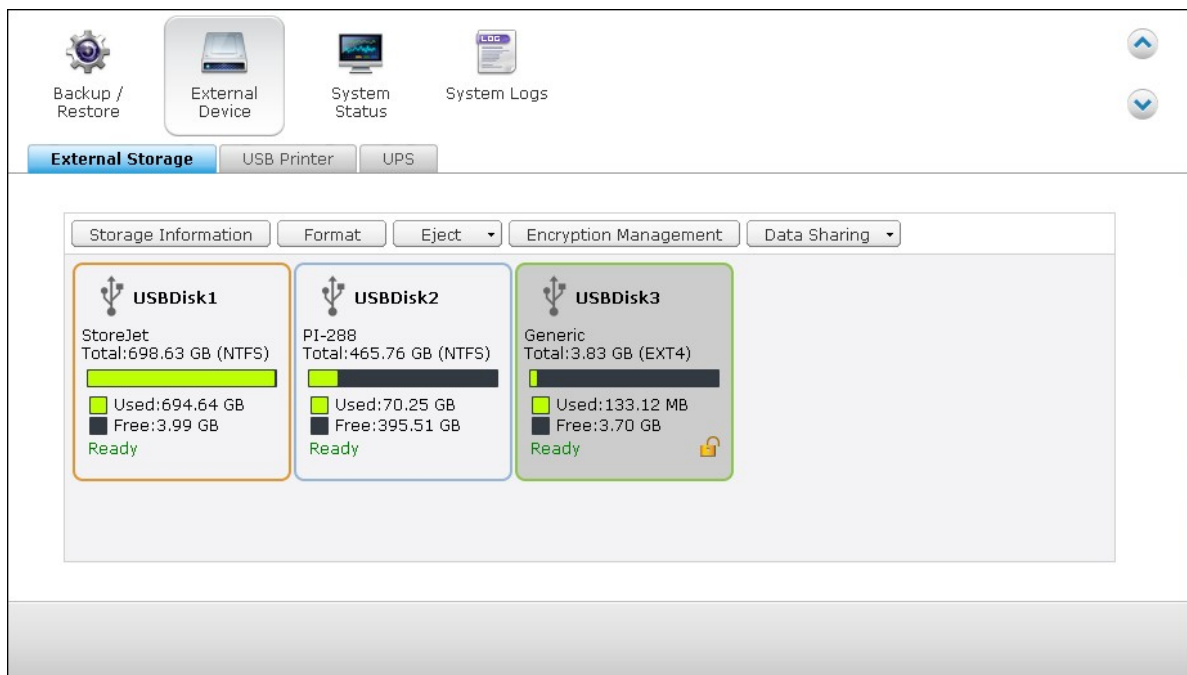 LOG
Backup /
Restore
External
Device
System
Status
System Logs
External Storage
USB Printer
UPS
Storage Information
Format
Eject
Encryption Management
Data Sharing
USBDisk1
StoreJet
Total:698.63 GB (NTFS)
Used:694.64 GB
Free:3.99 GB
Ready
USBDisk2
PI-288
Total:465.76 GB (NTFS)
Used:70.25 GB
Free:395.51 GB
Ready
USBDisk3
Generic
Total:3.83 GB (EXT4)
Used:133.12 MB
Free:3.70 GB
Ready